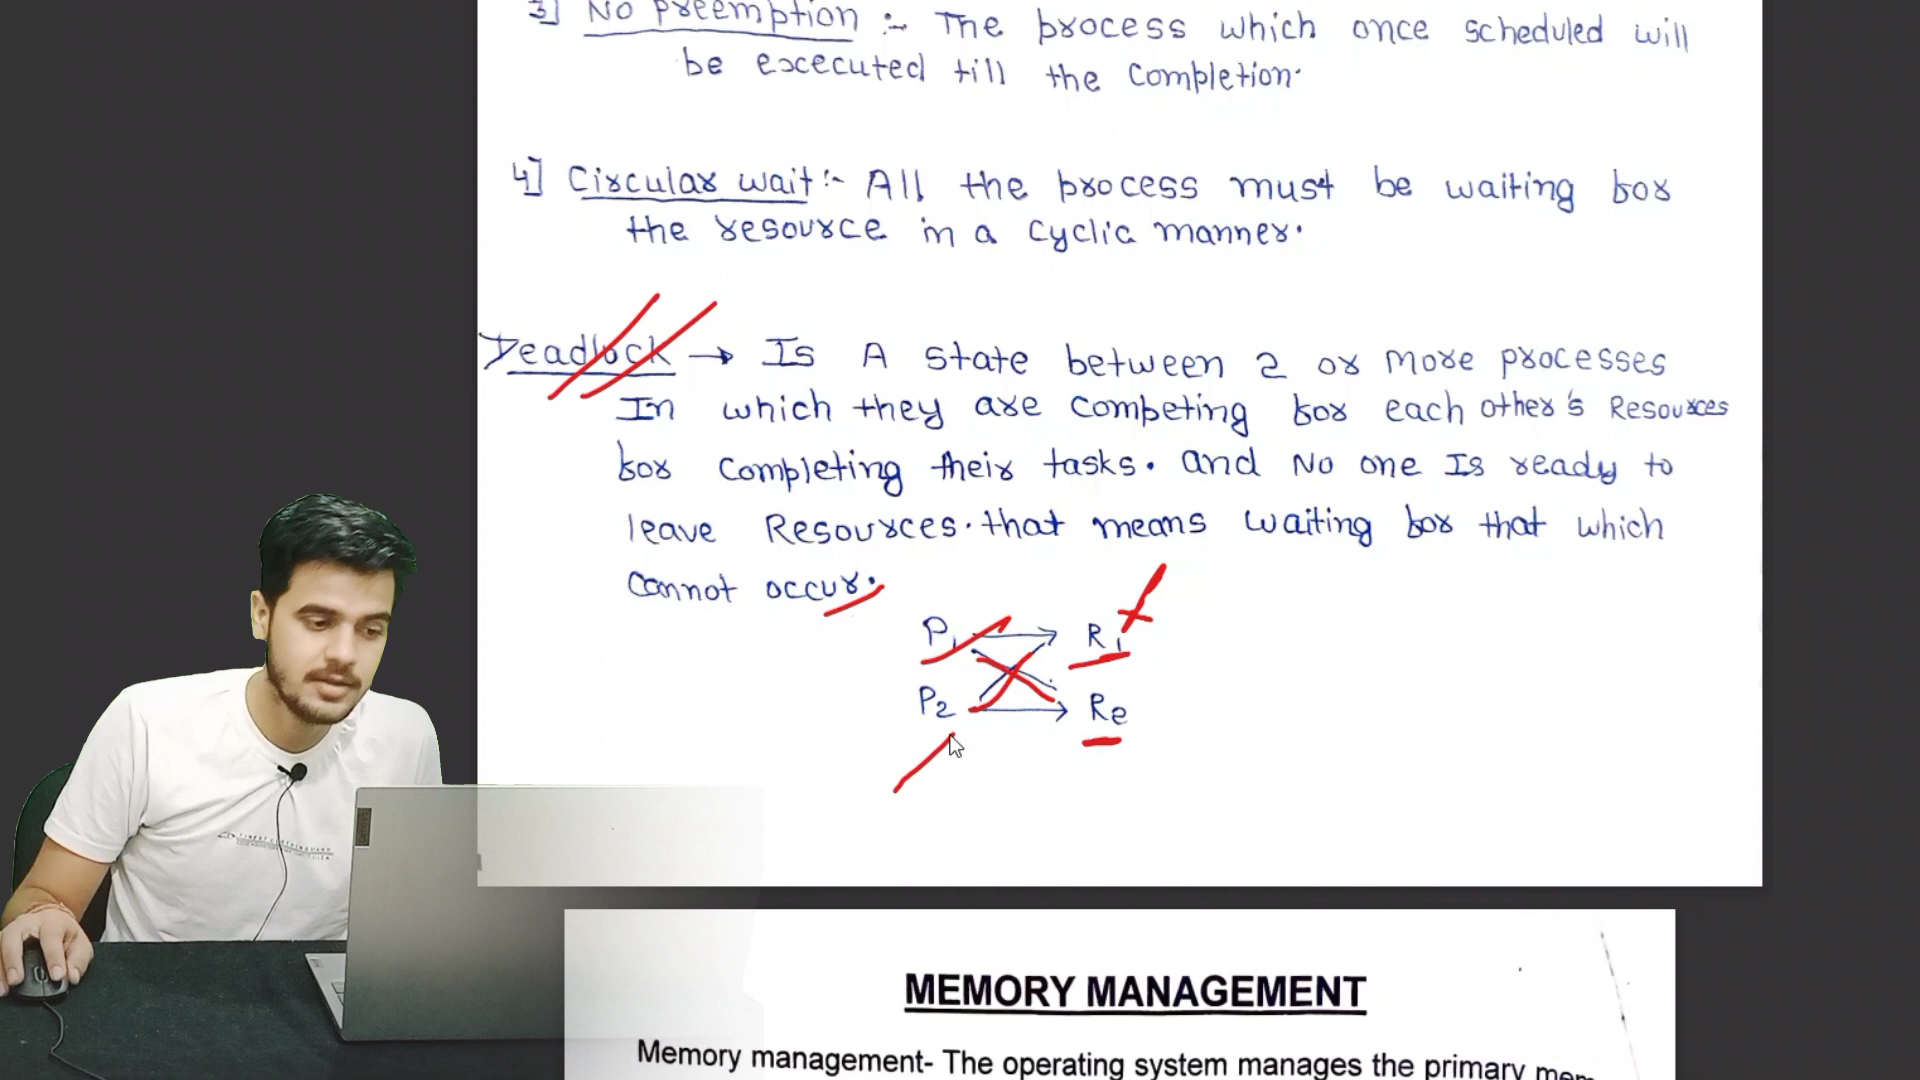 3] No preemption :- The process which once scheduled will
be excecuted till the completion.
4] Circular wait :- All the process must be waiting for
the resource in a cyclic manner.
Deadlock → Is A state between 2 or more processes
In which they are competing for each other's Resources
for completing their tasks. and No one Is ready to
leave Resources. that means waiting for that which
cannot occur.
P1 R1
P2 Re
MEMORY MANAGEMENT
Memory management- The operating system manages the primary mem